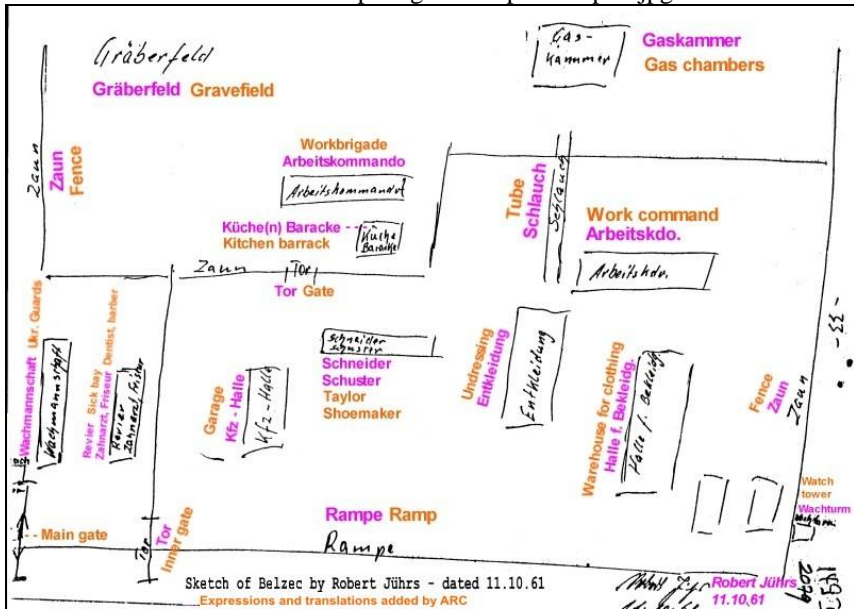 Gräberfeld
Gräberfeld Gravefield
Gas-
Kammer
Gaskammer
Gas chambers
Zaun
Zaun
Fence
Workbrigade
Arbeitskommando
Arbeitskommando
Küche(n) Baracke - - -
Kitchen barrack
Küche
Baracke
Tube
Schlauch
Schlauch
Work command
Arbeitskdo.
Arbeitskdo.
Zaun
Tor
Tor Gate
Wachmannschaft Ukr. Guards
Wachmannschaft
Revier Sick bay
Zahnarzt, Friseur Dentist, barber
Revier
Zahnarzt, Frisör
Garage
Kfz - Halle
Kfz-Halle
Schneider
Schuster
Schneider
Schuster
Taylor
Shoemaker
Undressing
Entkleidung
Entkleidung
Warehouse for clothing
Halle f. Bekleidg.
Halle f. Bekleidg.
Fence
Zaun
Zaun
- 33 -
Watch
tower
Wachturm
Wachturm
- - Main gate
Tor
Tor
Inner gate
Rampe Ramp
Rampe
Sketch of Belzec by Robert Jührs - dated 11.10.61
Expressions and translations added by ARC
Robert Jührs
11.10.61